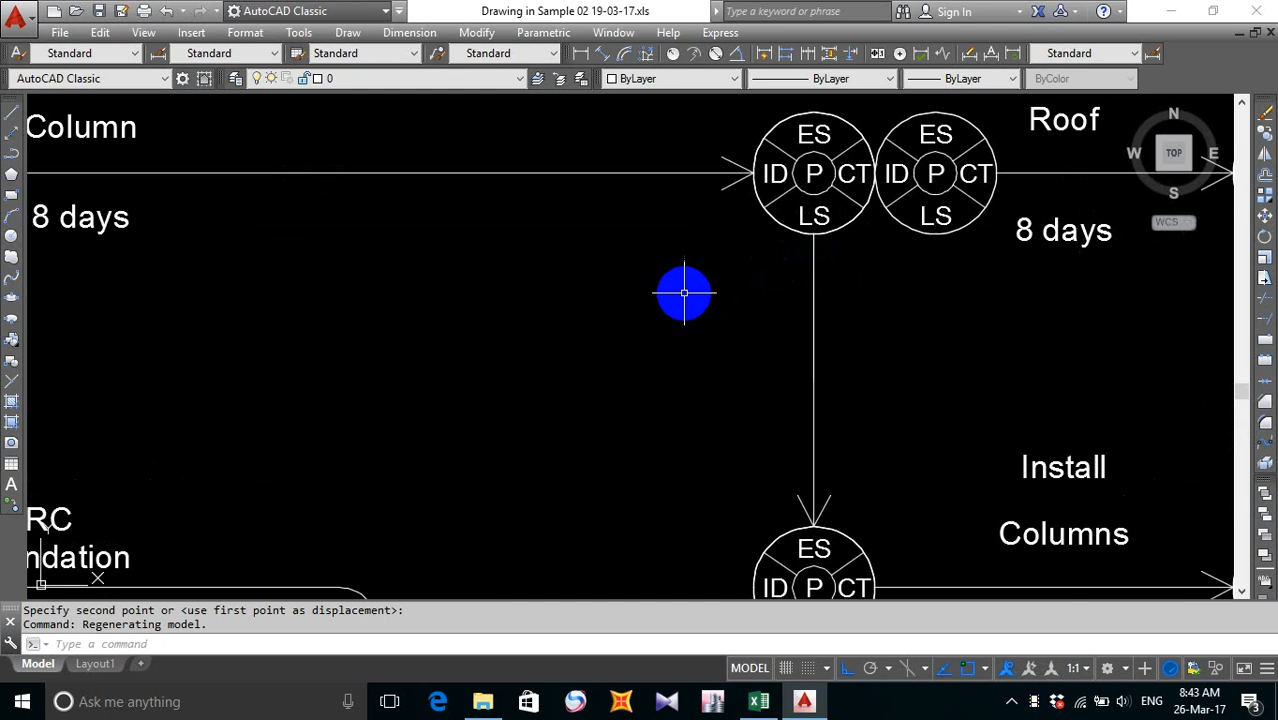 AutoCAD Classic
Drawing in Sample 02 19-03-17.xls
Type a keyword or phrase
Sign In
File Edit View Insert Format Tools Draw Dimension Modify Parametric Window Help Express
Standard Standard Standard Standard Standard
AutoCAD Classic 0 ByLayer ByLayer ByLayer ByColor
Column
8 days
ES
ID P CT
LS
ES
ID P CT
LS
Roof
8 days
N
W TOP E
S
WCS
Install
Columns
RC
ndation
Y
X
ES
ID P CT
Specify second point or <use first point as displacement>:
Command: Regenerating model.
Type a command
Model Layout1 +
MODEL 1:1
Ask me anything
ENG
8:43 AM
26-Mar-17
3